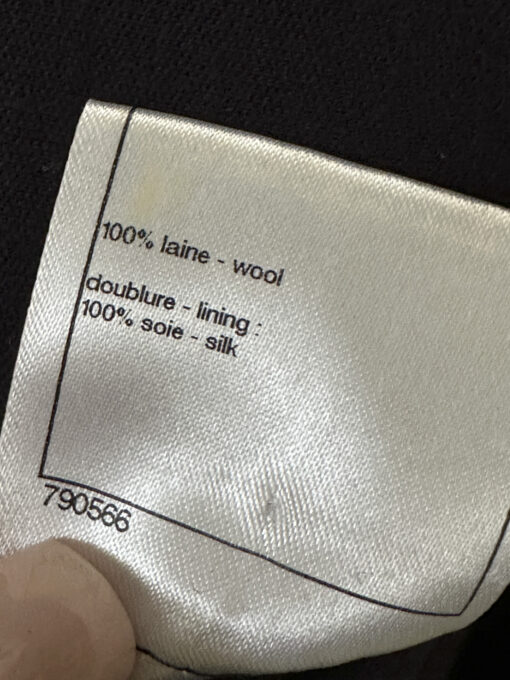 100% laine - wool
doublure - lining :
100% soie - silk
790566